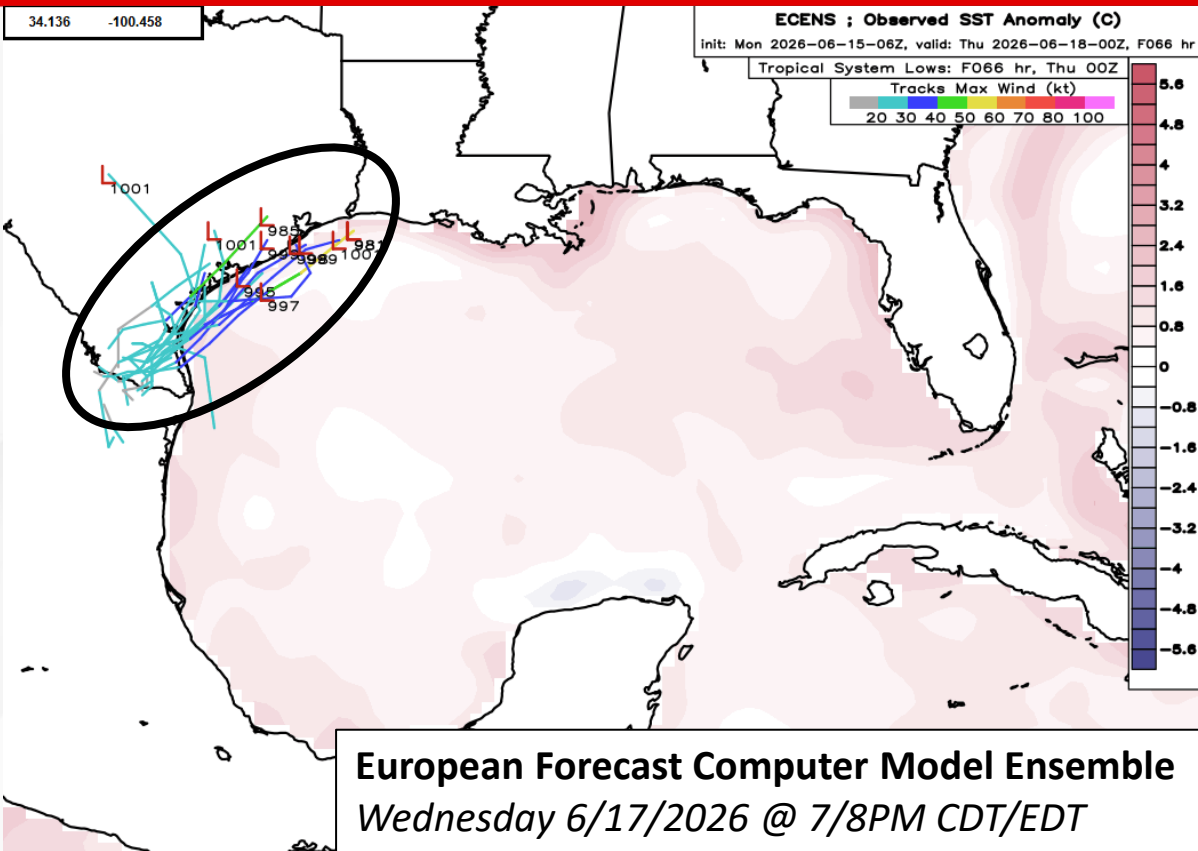 34.136 -100.458
ECENS ; Observed SST Anomaly (C)
init: Mon 2026-06-15-06Z, valid: Thu 2026-06-18-00Z, F066 hr
Tropical System Lows: F066 hr, Thu 00Z
Tracks Max Wind (kt)
20 30 40 50 60 70 80 100
5.6
4.8
4
3.2
2.4
1.6
0.8
0
-0.8
-1.6
-2.4
-3.2
-4
-4.8
-5.6
L
1001
L
985
L
1001
L
L
L
981
L
L
995
L
997
European Forecast Computer Model Ensemble
Wednesday 6/17/2026 @ 7/8PM CDT/EDT